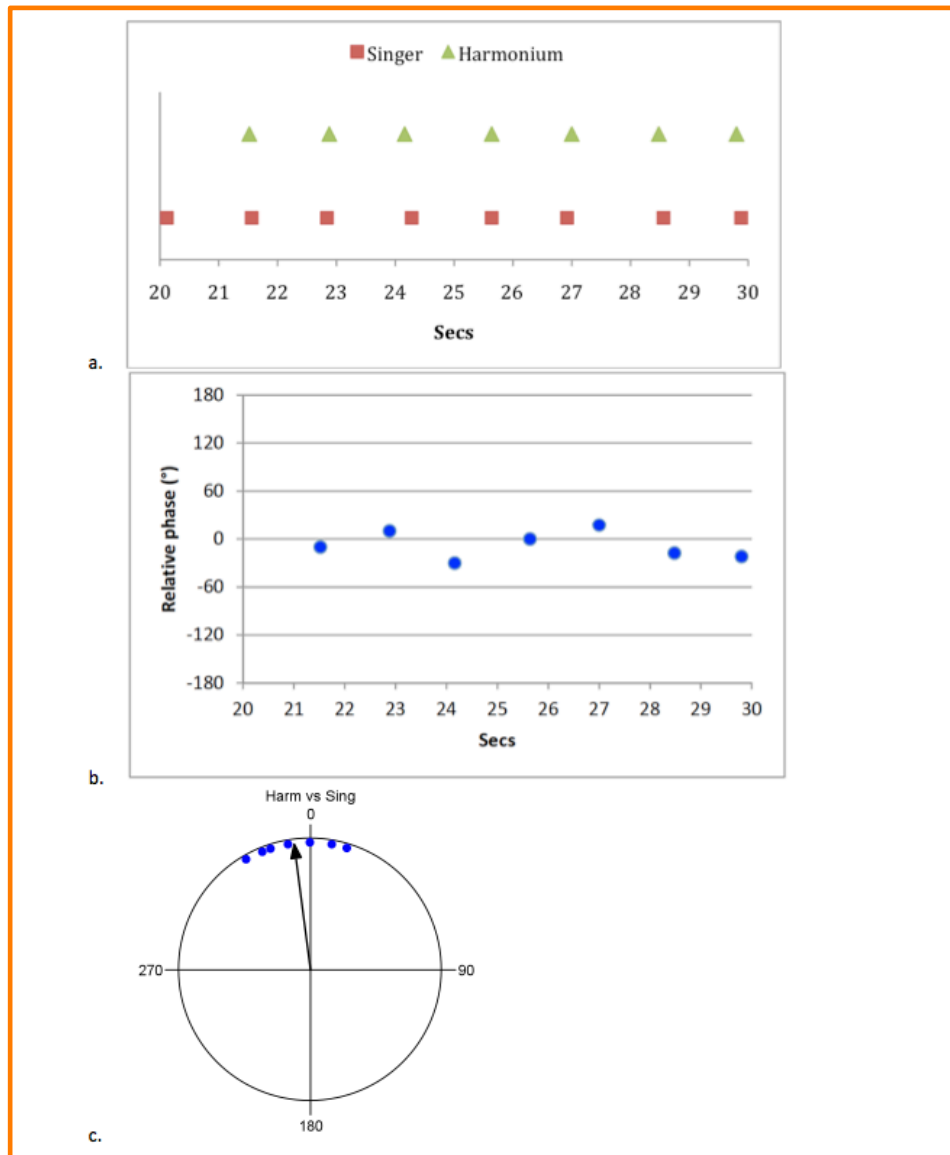 Singer Harmonium
20 21 22 23 24 25 26 27 28 29 30
Secs
a.
180
120
60
0
-60
-120
-180
Relative phase (°)
20 21 22 23 24 25 26 27 28 29 30
Secs
b.
Harm vs Sing
0
270 90
180
c.